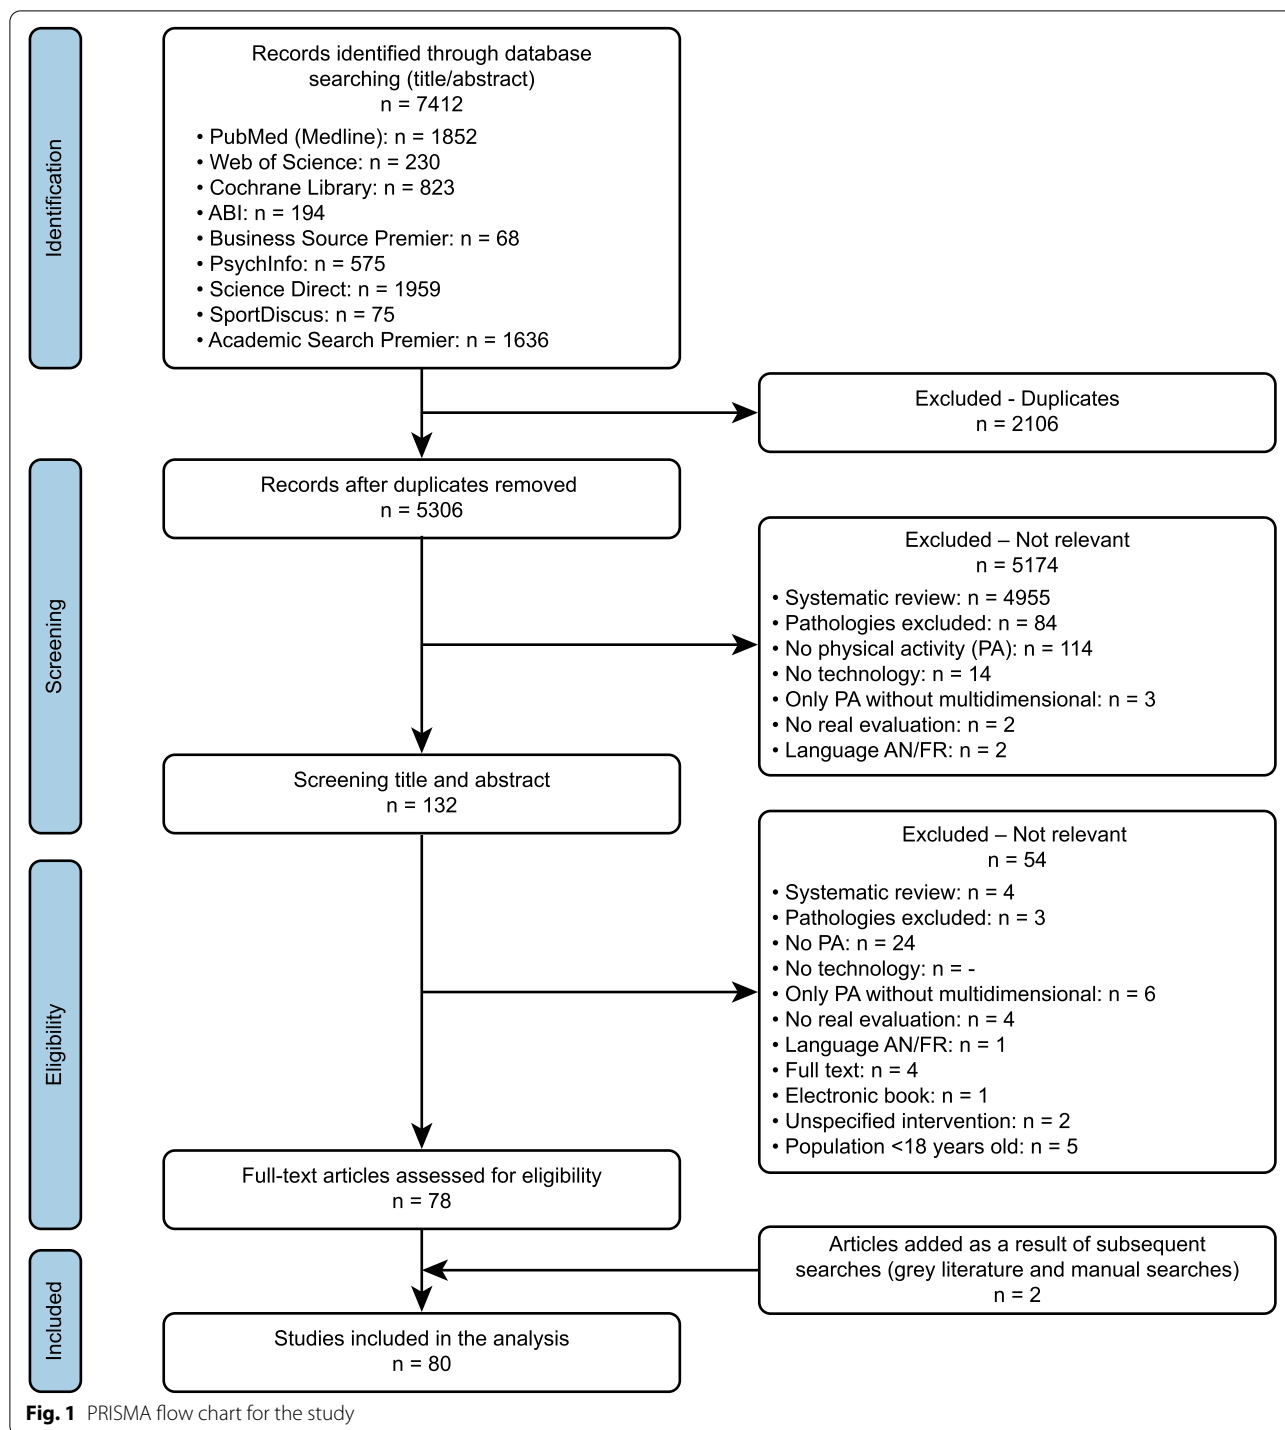 Identification
Records identified through database
searching (title/abstract)
n = 7412
• PubMed (Medline): n = 1852
• Web of Science: n = 230
• Cochrane Library: n = 823
• ABI: n = 194
• Business Source Premier: n = 68
• PsychInfo: n = 575
• Science Direct: n = 1959
• SportDiscus: n = 75
• Academic Search Premier: n = 1636
Excluded - Duplicates
n = 2106
Screening
Records after duplicates removed
n = 5306
Excluded – Not relevant
n = 5174
• Systematic review: n = 4955
• Pathologies excluded: n = 84
• No physical activity (PA): n = 114
• No technology: n = 14
• Only PA without multidimensional: n = 3
• No real evaluation: n = 2
• Language AN/FR: n = 2
Screening title and abstract
n = 132
Eligibility
Excluded – Not relevant
n = 54
• Systematic review: n = 4
• Pathologies excluded: n = 3
• No PA: n = 24
• No technology: n = -
• Only PA without multidimensional: n = 6
• No real evaluation: n = 4
• Language AN/FR: n = 1
• Full text: n = 4
• Electronic book: n = 1
• Unspecified intervention: n = 2
• Population <18 years old: n = 5
Full-text articles assessed for eligibility
n = 78
Included
Articles added as a result of subsequent
searches (grey literature and manual searches)
n = 2
Studies included in the analysis
n = 80
Fig. 1 PRISMA flow chart for the study